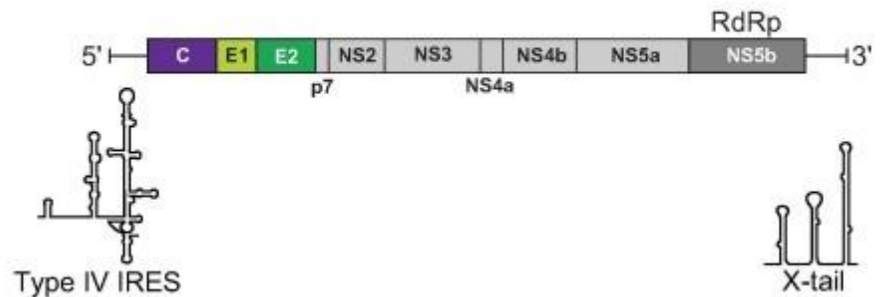 RdRp
5' C E1 E2 NS2 NS3 NS4b NS5a NS5b 3'
p7 NS4a
Type IV IRES X-tail